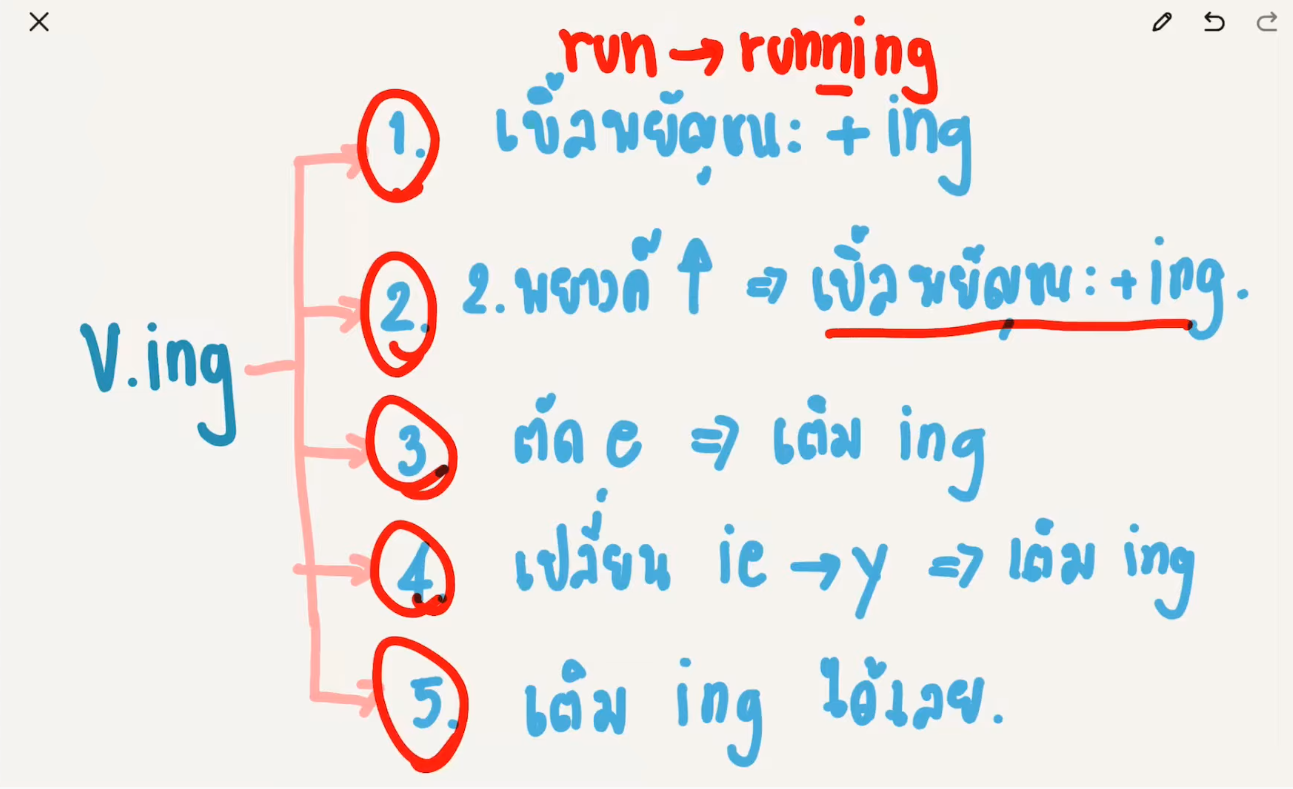 run → running
1. เบิ้ลพยัญชนะ + ing
2. 2.พยางค์ ↑ ⇒ เบิ้ลพยัญชนะ +ing.
V.ing
3. ตัด e ⇒ เติม ing
4. เปลี่ยน ie → y ⇒ เติม ing
5. เติม ing ได้เลย.